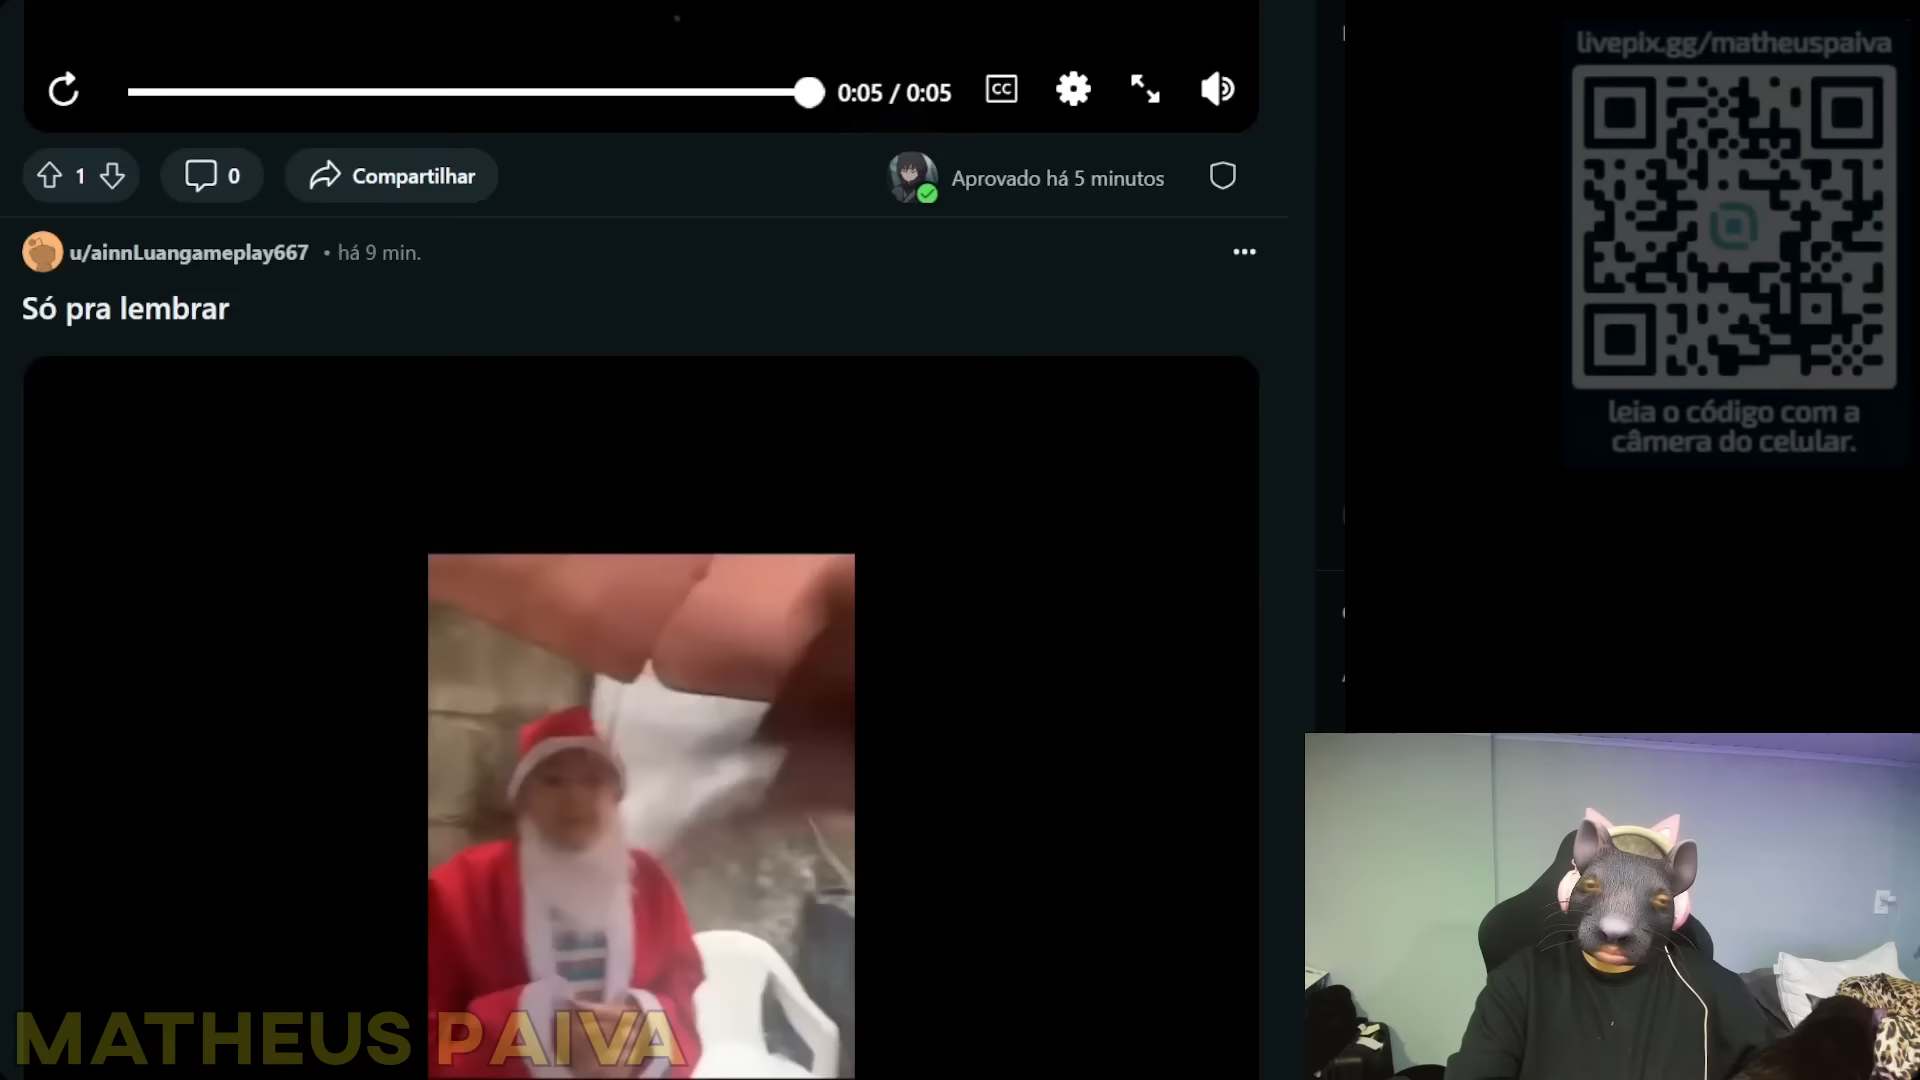 0:05 / 0:05
CC
1
0
Compartilhar
Aprovado há 5 minutos
u/ainnLuangameplay667 • há 9 min.
Só pra lembrar
livepix.gg/matheuspaiva
leia o código com a
câmera do celular.
MATHEUS PAIVA